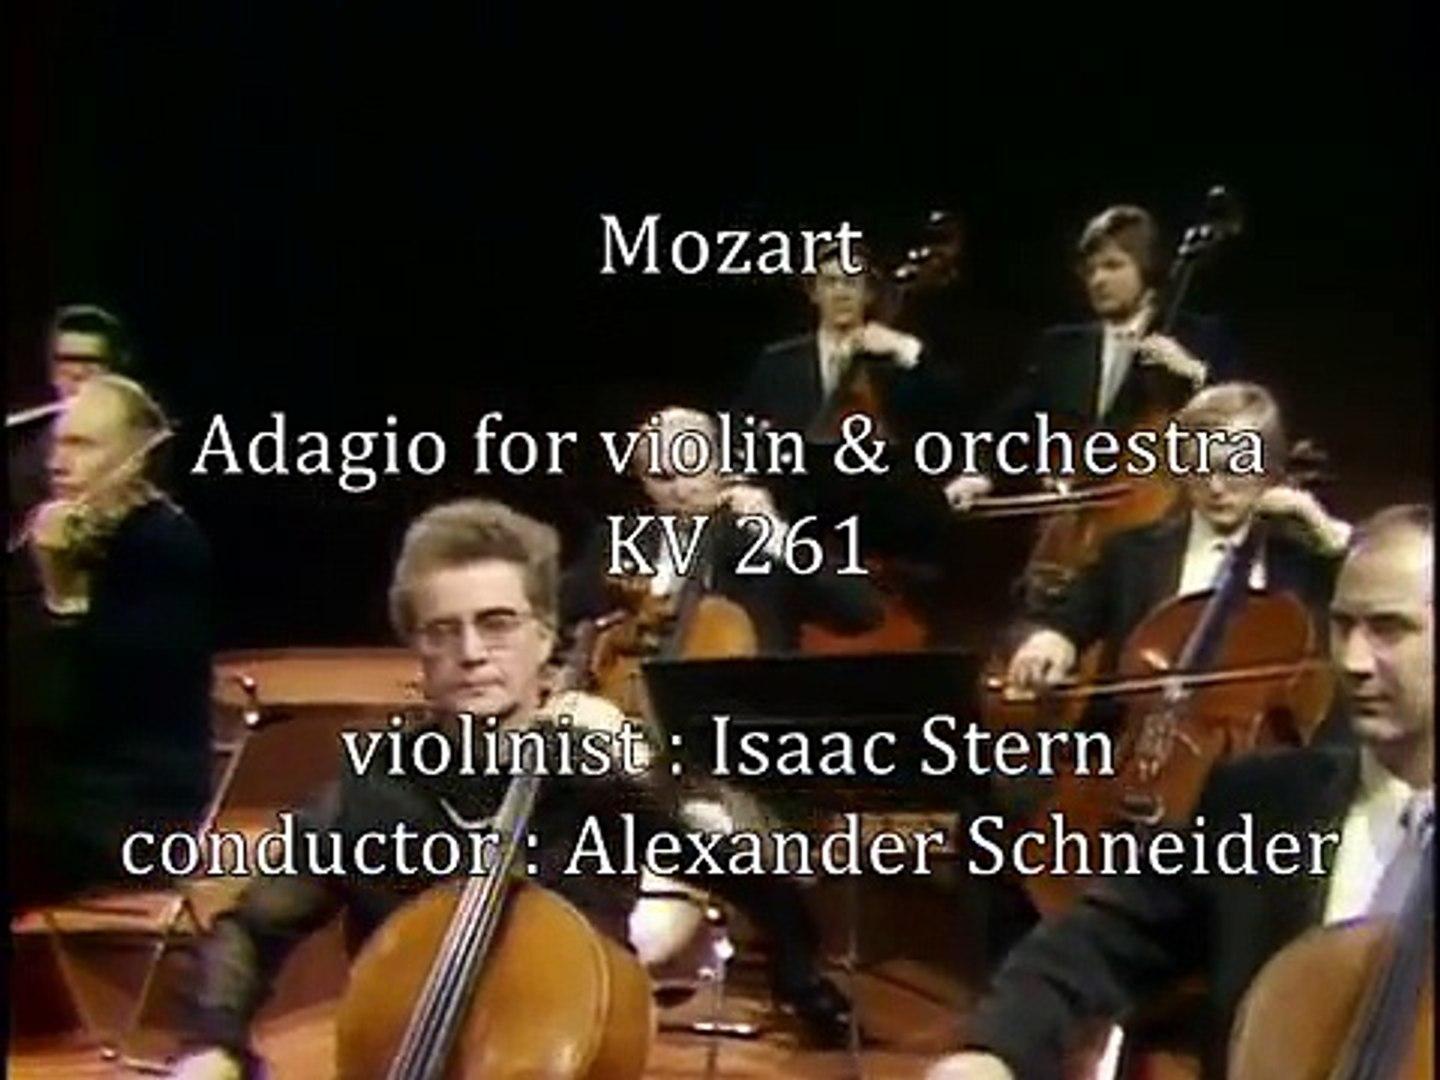 Mozart
Adagio for violin & orchestra
KV 261
violinist : Isaac Stern
conductor : Alexander Schneider